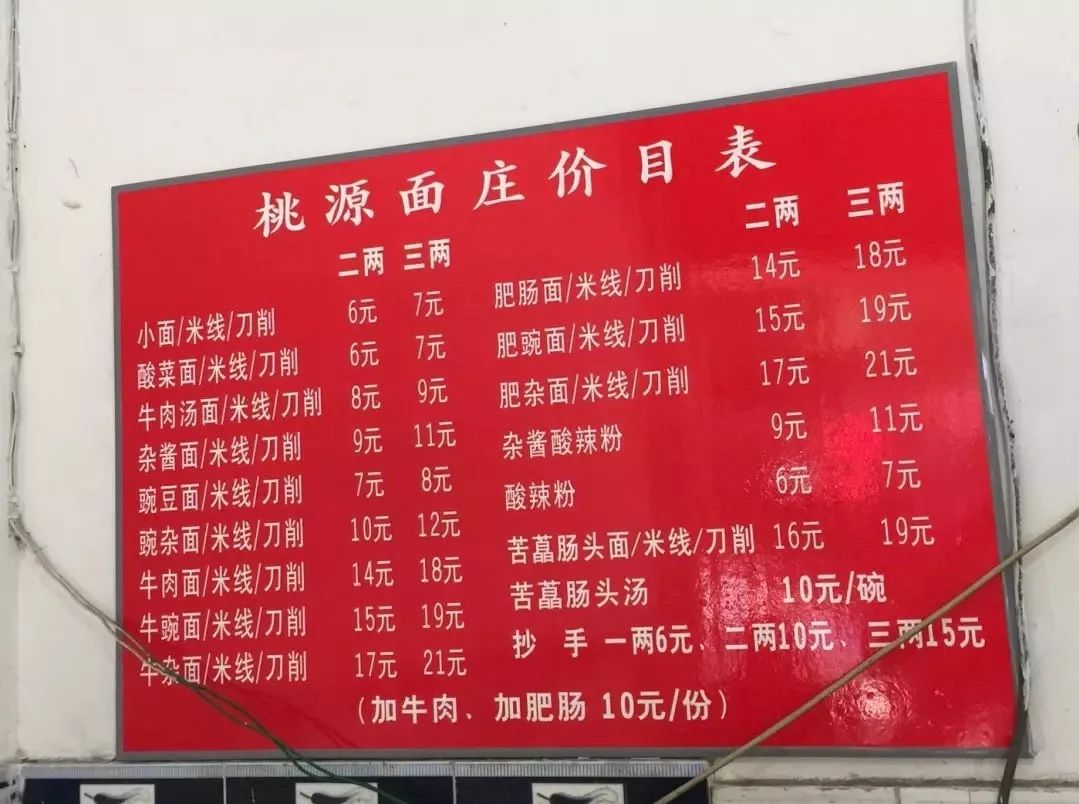 桃源面庄价目表
二两 三两
小面/米线/刀削 6元 7元
酸菜面/米线/刀削 6元 7元
牛肉汤面/米线/刀削 8元 9元
杂酱面/米线/刀削 9元 11元
豌豆面/米线/刀削 7元 8元
豌杂面/米线/刀削 10元 12元
牛肉面/米线/刀削 14元 18元
牛豌面/米线/刀削 15元 19元
牛杂面/米线/刀削 17元 21元
二两 三两
肥肠面/米线/刀削 14元 18元
肥豌面/米线/刀削 15元 19元
肥杂面/米线/刀削 17元 21元
杂酱酸辣粉 9元 11元
酸辣粉 6元 7元
苦藠肠头面/米线/刀削 16元 19元
苦藠肠头汤 10元/碗
抄 手 一两6元、二两10元、三两15元
（加牛肉、加肥肠 10元/份）